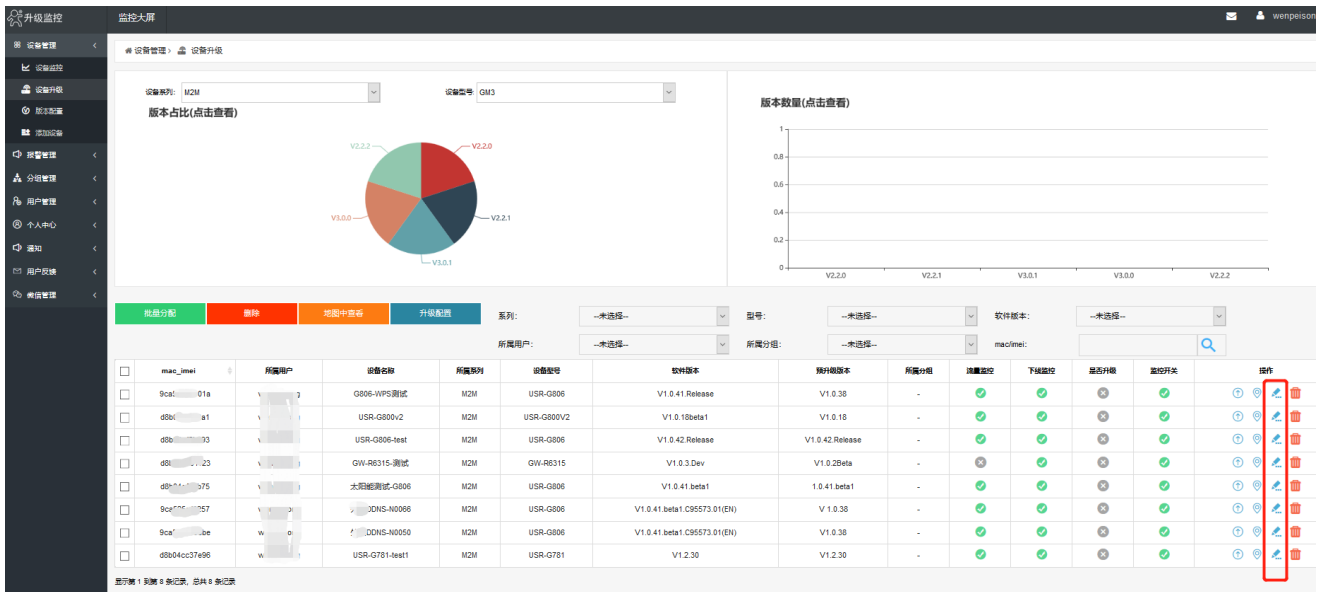 升级监控 监控大屏 wenpeison
设备管理
设备监控
设备升级
版本配置
添加设备
报警管理
分组管理
用户管理
个人中心
通知
用户反馈
微信管理
设备管理› 设备升级
设备系列: M2M 设备型号: GM3
版本占比(点击查看)
V2.2.2 V2.2.0
V3.0.0 V2.2.1
V3.0.1
版本数量(点击查看)
1
0.8
0.6
0.4
0.2
0
V2.2.0 V2.2.1 V3.0.1 V3.0.0 V2.2.2
批量分配 删除 地图中查看 升级配置 系列: --未选择-- 型号: --未选择-- 软件版本: --未选择--
所属用户: --未选择-- 所属分组: --未选择-- mac/imei:
mac_imei 所属用户 设备名称 所属系列 设备型号 软件版本 预升级版本 所属分组 流量监控 下线监控 是否升级 监控开关 操作
01a G806-WPS测试 M2M USR-G806 V1.0.41.Release V1.0.38 -
a1 USR-G800v2 M2M USR-G800V2 V1.0.18beta1 V1.0.18 -
93 USR-G806-test M2M USR-G806 V1.0.42.Release V1.0.42.Release -
23 GW-R6315-测试 M2M GW-R6315 V1.0.3.Dev V1.0.2Beta -
b75 太阳能测试-G806 M2M USR-G806 V1.0.41.beta1 1.0.41.beta1 -
257 DDNS-N0066 M2M USR-G806 V1.0.41.beta1.C95573.01(EN) V 1.0.38 -
be DDNS-N0050 M2M USR-G806 V1.0.41.beta1.C95573.01(EN) V1.0.38 -
d8b04cc37e96 USR-G781-test1 M2M USR-G781 V1.2.30 V1.2.30 -
显示第 1 到第 8 条记录，总共 8 条记录